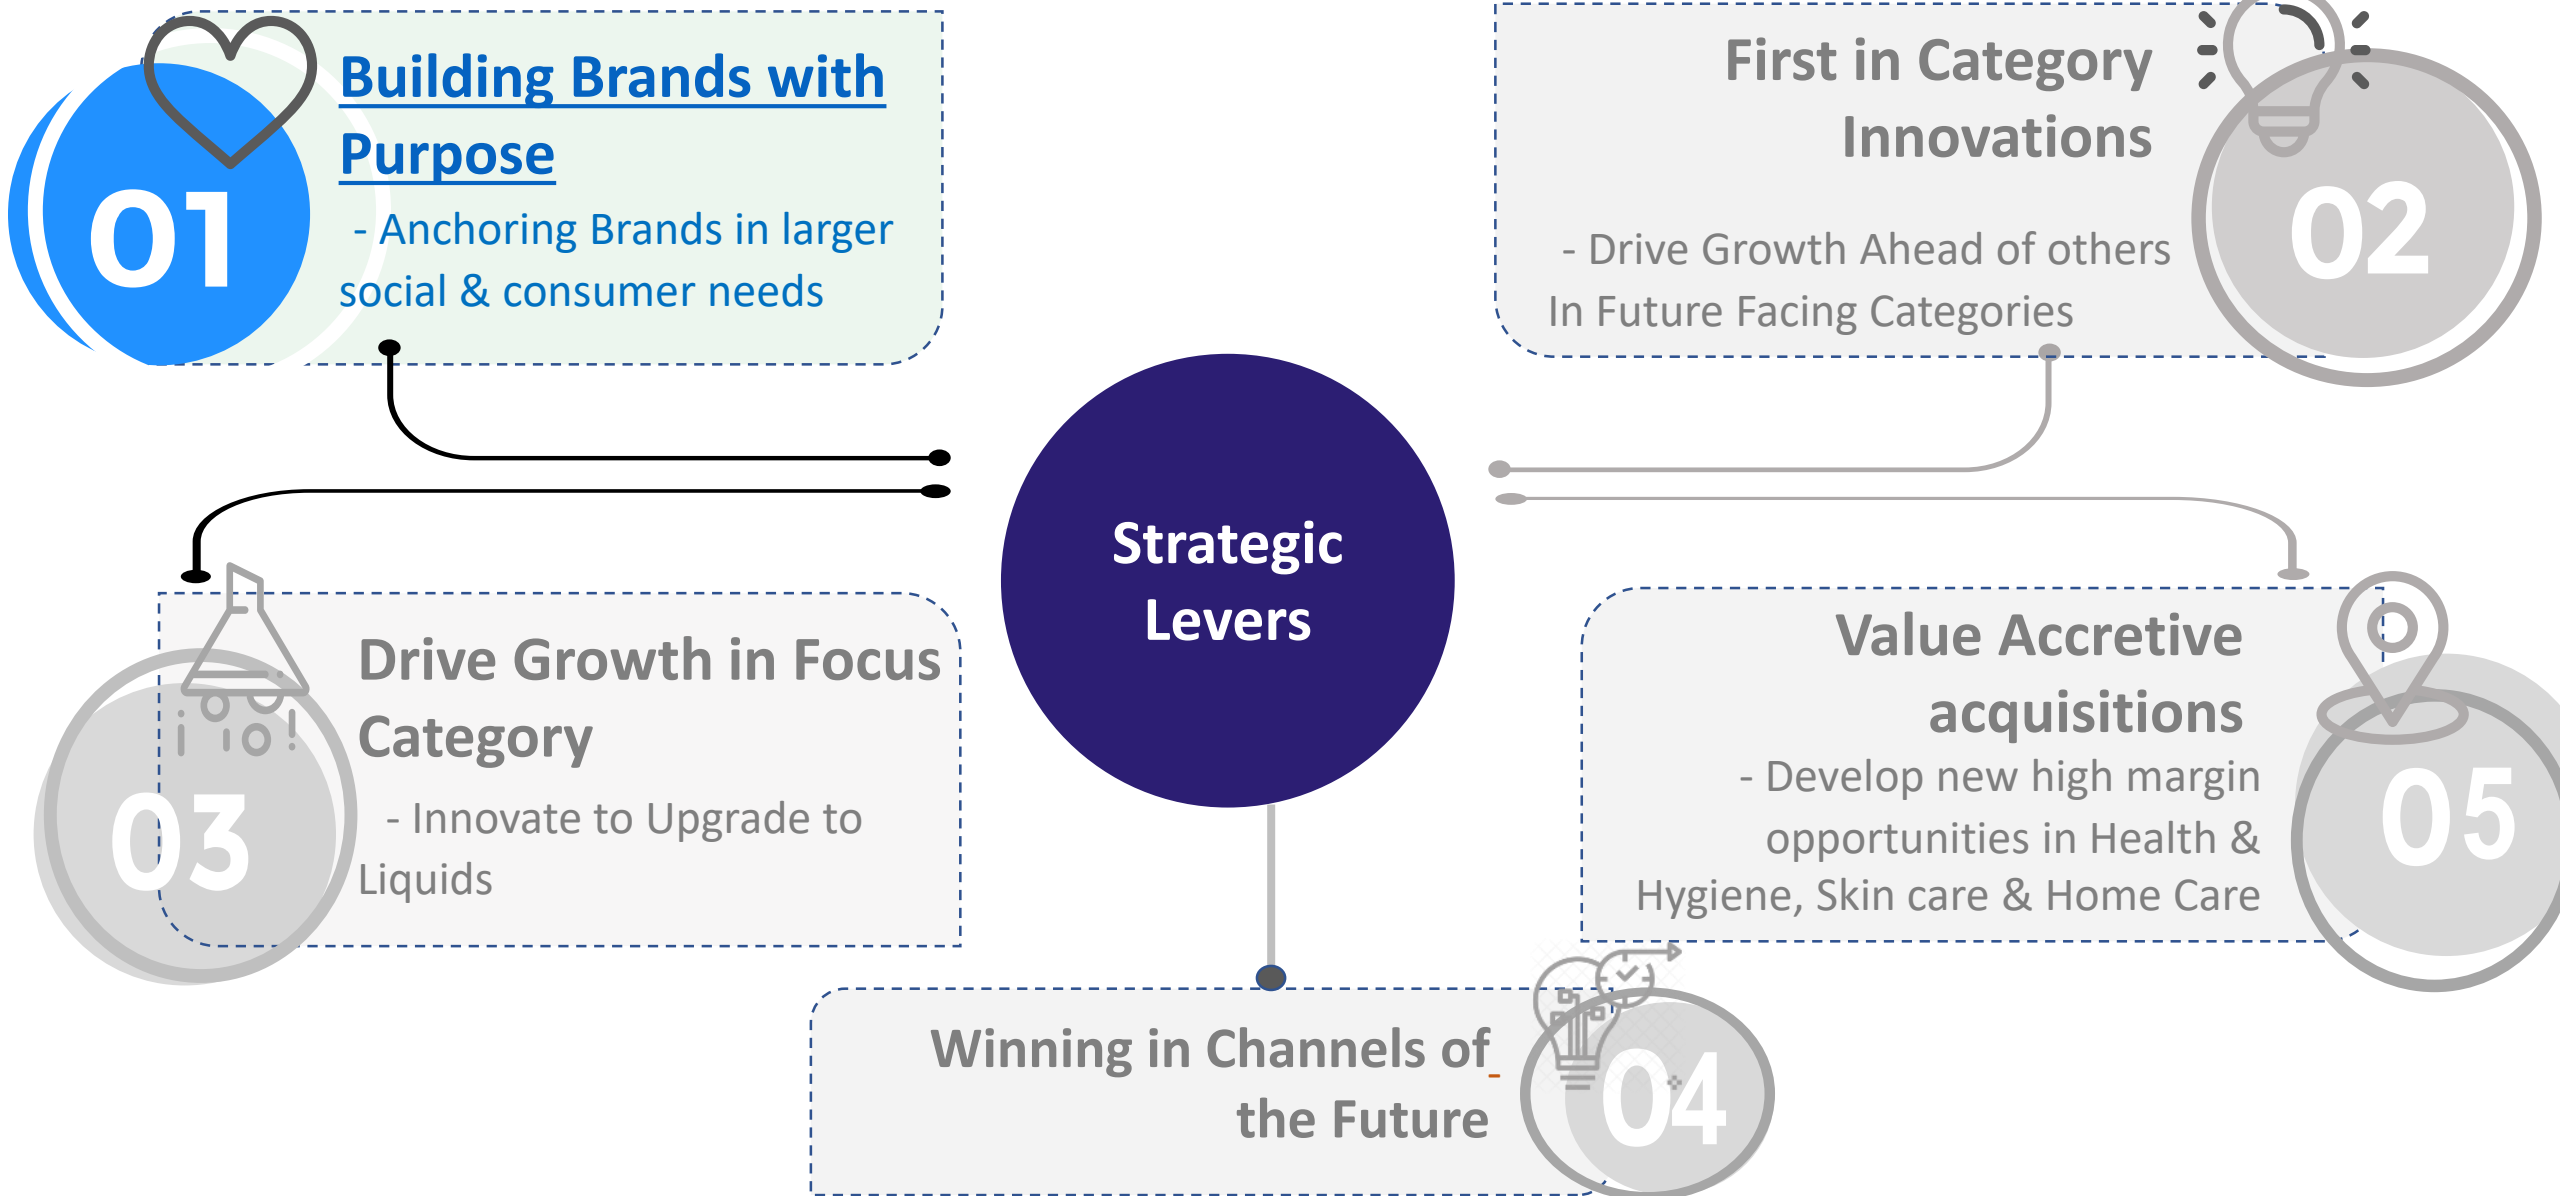 01
Building Brands with
Purpose
- Anchoring Brands in larger
social & consumer needs
First in Category
Innovations
- Drive Growth Ahead of others
In Future Facing Categories
02
Strategic
Levers
03
Drive Growth in Focus
Category
- Innovate to Upgrade to
Liquids
Value Accretive
acquisitions
- Develop new high margin
opportunities in Health &
Hygiene, Skin care & Home Care
05
Winning in Channels of
the Future
04